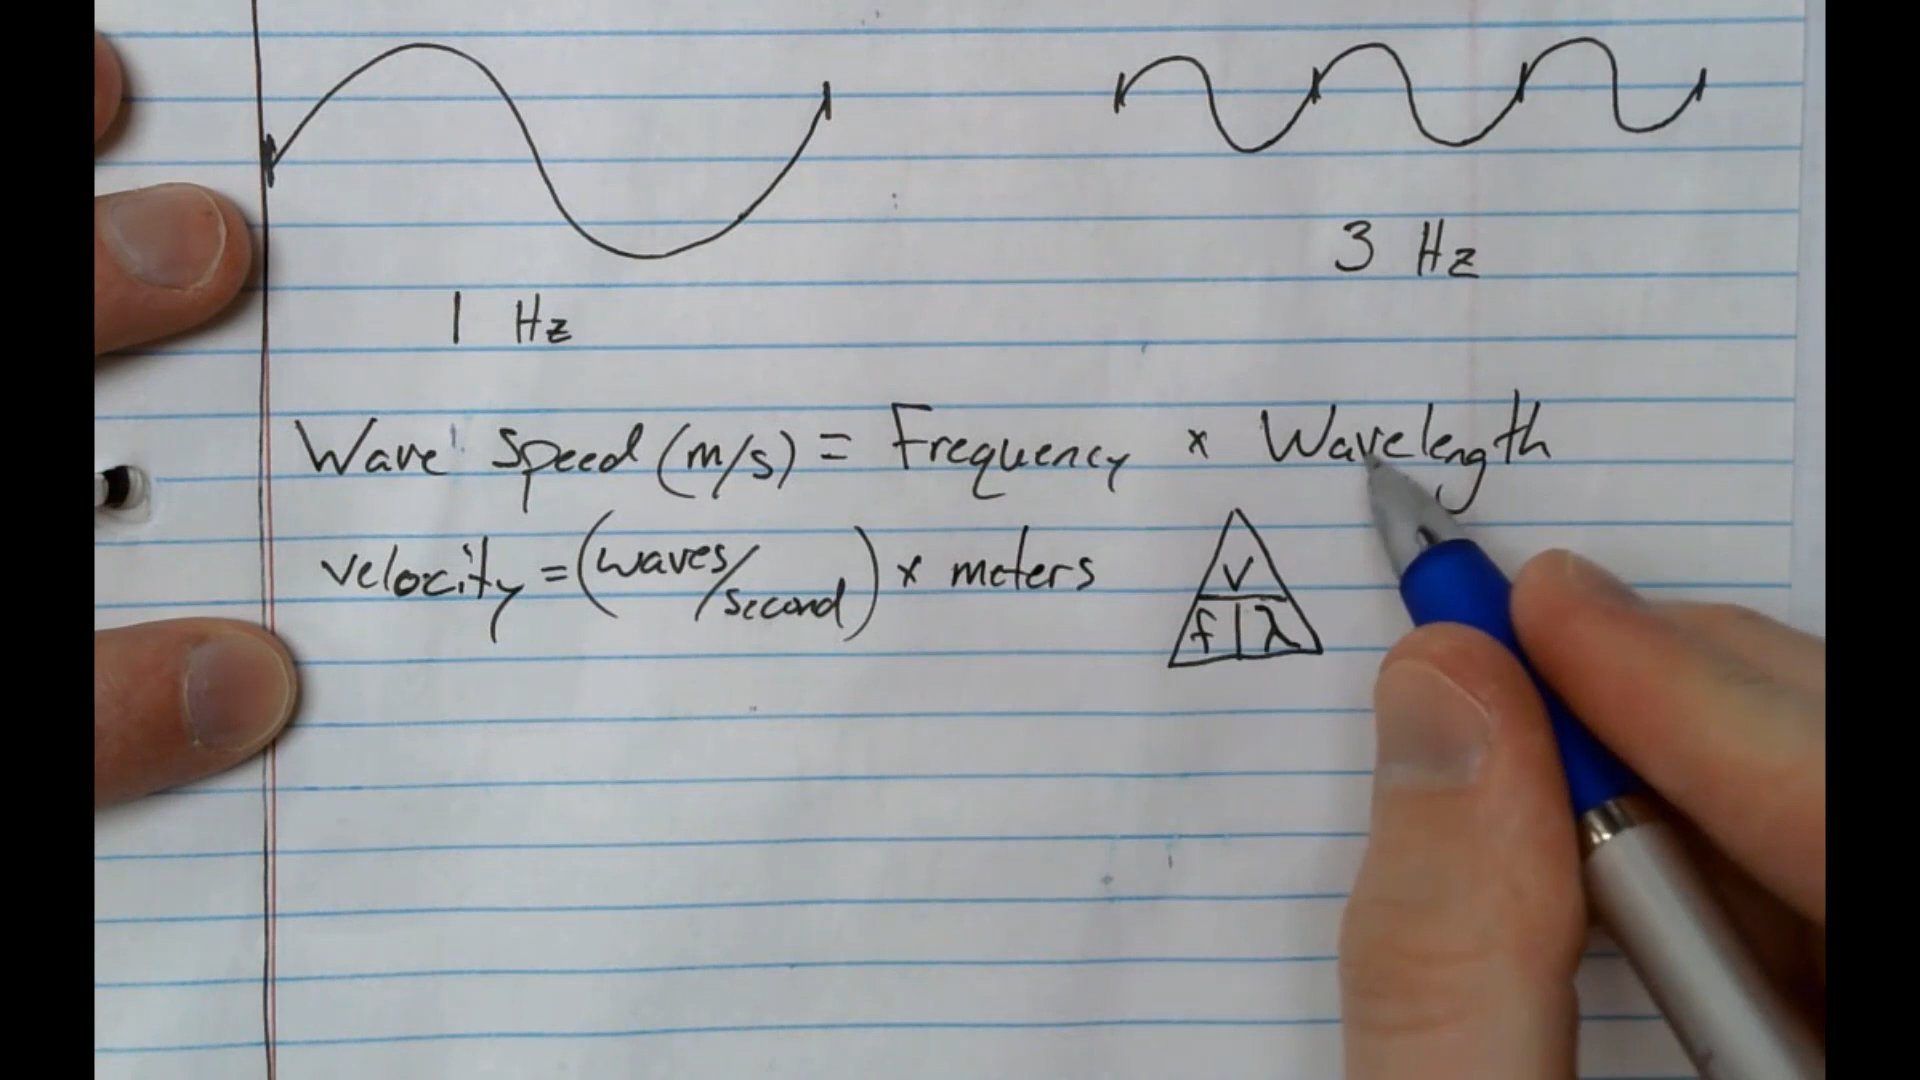 1 Hz
3 Hz
Wave speed (m/s) = Frequency × Wavelength
velocity = (waves/second) × meters
v
f | λ